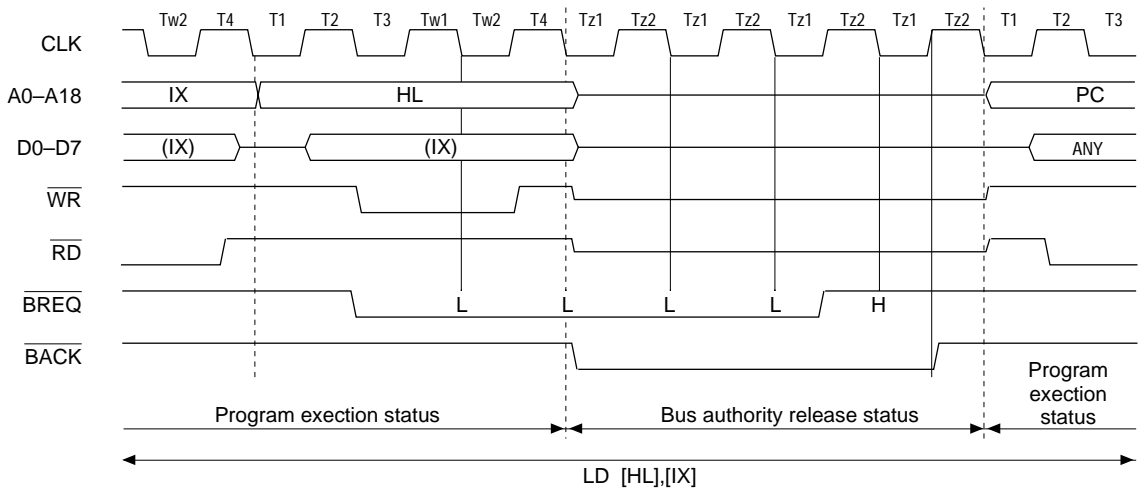 Tw2 T4 T1 T2 T3 Tw1 Tw2 T4 Tz1 Tz2 Tz1 Tz2 Tz1 Tz2 Tz1 Tz2 T1 T2 T3
CLK
A0–A18 IX HL PC
D0–D7 (IX) (IX) ANY
WR
RD
BREQ L L L L H
BACK
Program exection status
Bus authority release status
Program
exection
status
LD [HL],[IX]